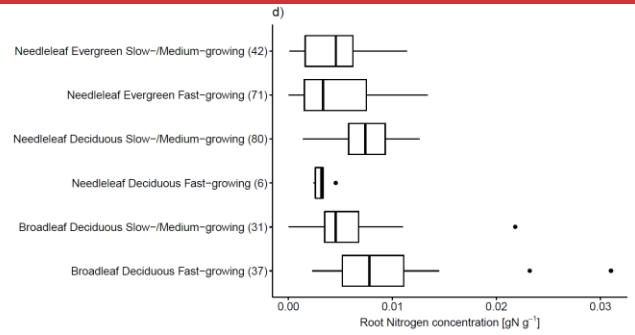 d)
Needleleaf Evergreen Slow−/Medium−growing (42)
Needleleaf Evergreen Fast−growing (71)
Needleleaf Deciduous Slow−/Medium−growing (80)
Needleleaf Deciduous Fast−growing (6)
Broadleaf Deciduous Slow−/Medium−growing (31)
Broadleaf Deciduous Fast−growing (37)
0.00 0.01 0.02 0.03
Root Nitrogen concentration [gN g⁻¹]